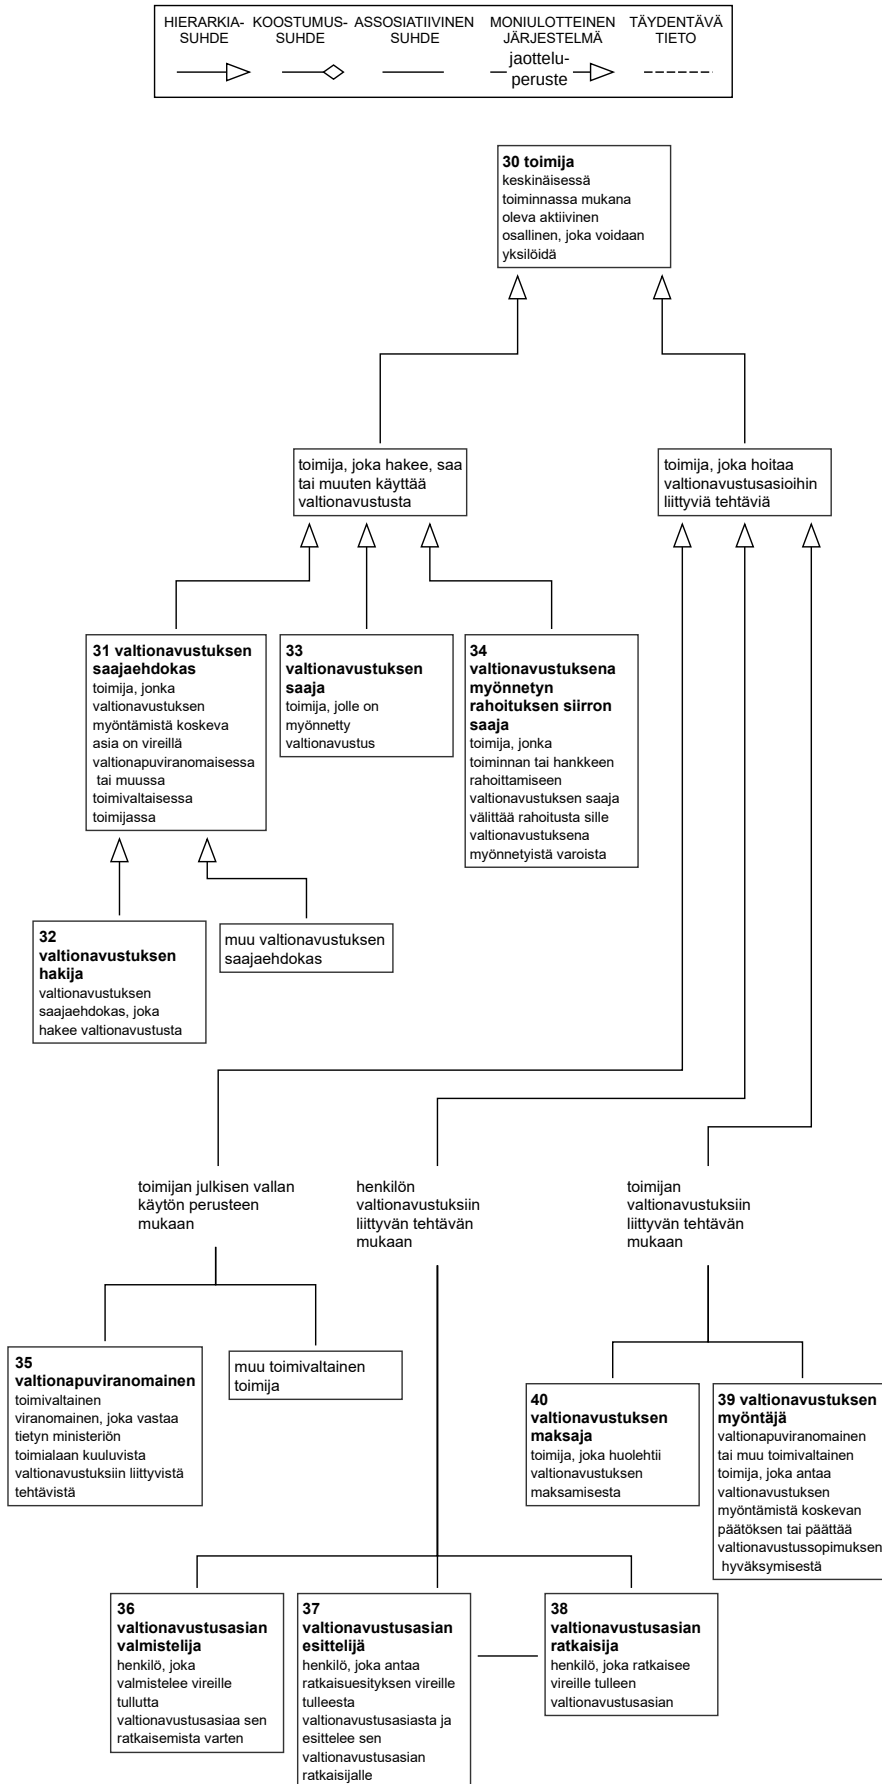 HIERARKIA-
SUHDE
KOOSTUMUS-
SUHDE
ASSOSIATIIVINEN
SUHDE
MONIULOTTEINEN
JÄRJESTELMÄ
jaottelu-
peruste
TÄYDENTÄVÄ
TIETO
30 toimija
keskinäisessä
toiminnassa mukana
oleva aktiivinen
osallinen, joka voidaan
yksilöidä
toimija, joka hakee, saa
tai muuten käyttää
valtionavustusta
toimija, joka hoitaa
valtionavustusasioihin
liittyviä tehtäviä
31 valtionavustuksen
saajaehdokas
toimija, jonka
valtionavustuksen
myöntämistä koskeva
asia on vireillä
valtionapuviranomaisessa
tai muussa
toimivaltaisessa
toimijassa
33
valtionavustuksen
saaja
toimija, jolle on
myönnetty
valtionavustus
34
valtionavustuksena
myönnetyn
rahoituksen siirron
saaja
toimija, jonka
toiminnan tai hankkeen
rahoittamiseen
valtionavustuksen saaja
välittää rahoitusta sille
valtionavustuksena
myönnetyistä varoista
32
valtionavustuksen
hakija
valtionavustuksen
saajaehdokas, joka
hakee valtionavustusta
muu valtionavustuksen
saajaehdokas
toimijan julkisen vallan
käytön perusteen
mukaan
henkilön
valtionavustuksiin
liittyvän tehtävän
mukaan
toimijan
valtionavustuksiin
liittyvän tehtävän
mukaan
35
valtionapuviranomainen
toimivaltainen
viranomainen, joka vastaa
tietyn ministeriön
toimialaan kuuluvista
valtionavustuksiin liittyvistä
tehtävistä
muu toimivaltainen
toimija
40
valtionavustuksen
maksaja
toimija, joka huolehtii
valtionavustuksen
maksamisesta
39 valtionavustuksen
myöntäjä
valtionapuviranomainen
tai muu toimivaltainen
toimija, joka antaa
valtionavustuksen
myöntämistä koskevan
päätöksen tai päättää
valtionavustussopimuksen
hyväksymisestä
36
valtionavustusasian
valmistelija
henkilö, joka
valmistelee vireille
tullutta
valtionavustusasiaa sen
ratkaisemista varten
37
valtionavustusasian
esittelijä
henkilö, joka antaa
ratkaisuesityksen vireille
tulleesta
valtionavustusasiasta ja
esittelee sen
valtionavustusasian
ratkaisijalle
38
valtionavustusasian
ratkaisija
henkilö, joka ratkaisee
vireille tulleen
valtionavustusasian